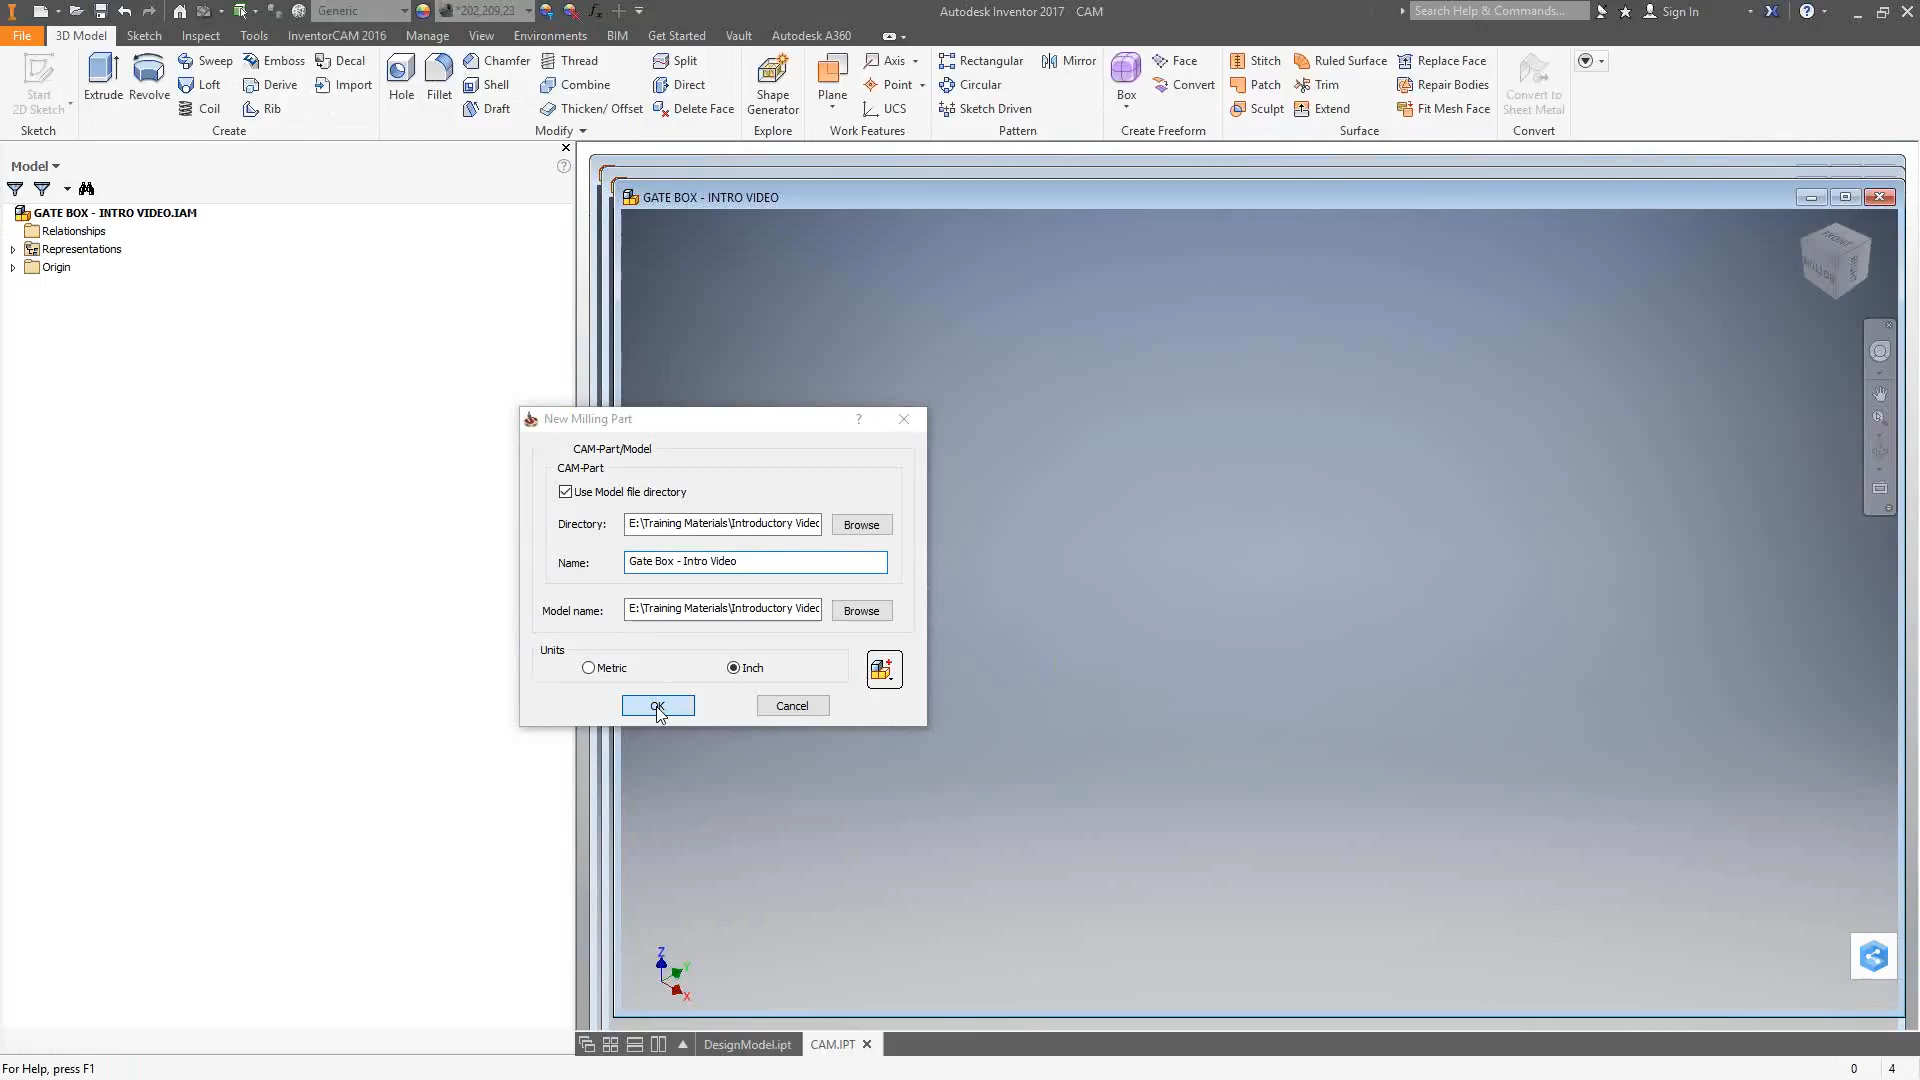 Generic
*202,209,23
Autodesk Inventor 2017 CAM
Search Help & Commands...
Sign In
File 3D Model Sketch Inspect Tools InventorCAM 2016 Manage View Environments BIM Get Started Vault Autodesk A360
Start 2D Sketch
Extrude Revolve
Sweep Emboss Decal
Loft Derive Import
Coil Rib
Hole Fillet
Chamfer Thread Split
Shell Combine Direct
Draft Thicken/ Offset Delete Face
Shape Generator
Plane
Axis
Point
UCS
Rectangular Mirror
Circular
Sketch Driven
Box
Face
Convert
Stitch Ruled Surface Replace Face
Patch Trim Repair Bodies
Sculpt Extend Fit Mesh Face
Convert to Sheet Metal
Sketch Create Modify Explore Work Features Pattern Create Freeform Surface Convert
Model
GATE BOX - INTRO VIDEO.IAM
Relationships
Representations
Origin
GATE BOX - INTRO VIDEO
FRONT
BOTTOM
New Milling Part
CAM-Part/Model
CAM-Part
Use Model file directory
Directory: E:\Training Materials\Introductory Videc Browse
Name: Gate Box - Intro Video
Model name: E:\Training Materials\Introductory Videc Browse
Units
Metric Inch
OK Cancel
Z
Y
X
DesignModel.ipt CAM.IPT
For Help, press F1
0 4